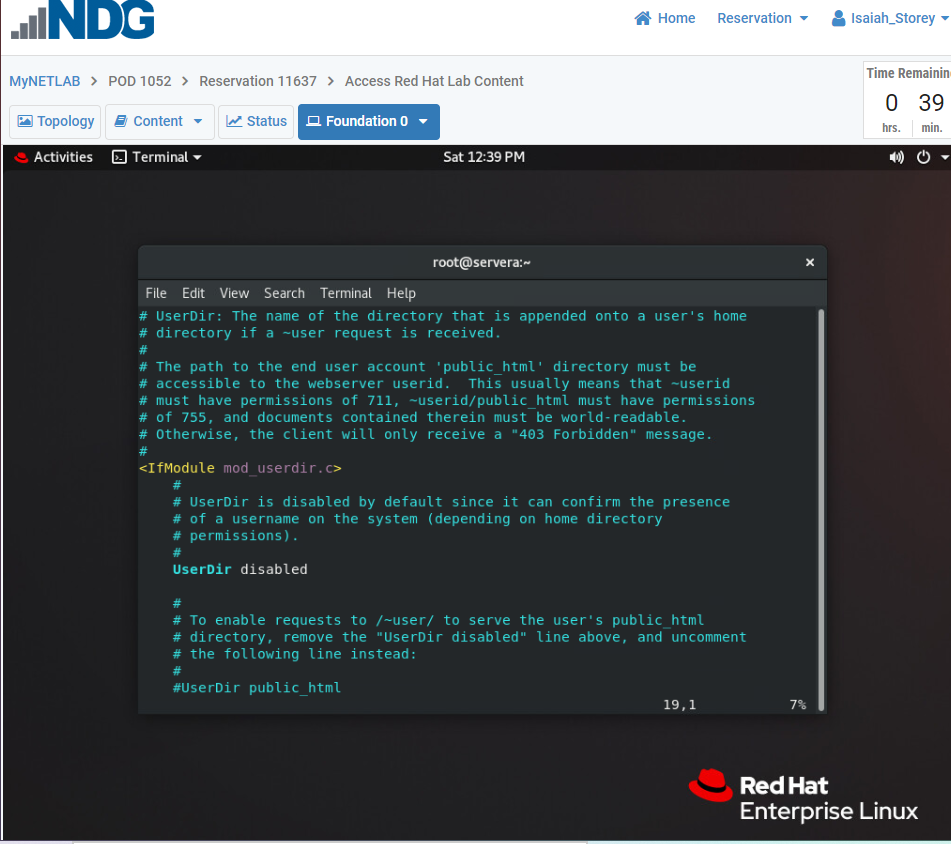 NDG
Home Reservation Isaiah_Storey
MyNETLAB > POD 1052 > Reservation 11637 > Access Red Hat Lab Content
Time Remainin
0 39
hrs. min.
Topology Content Status Foundation 0
Activities Terminal Sat 12:39 PM
root@servera:~ ×
File Edit View Search Terminal Help
# UserDir: The name of the directory that is appended onto a user's home
# directory if a ~user request is received.
#
# The path to the end user account 'public_html' directory must be
# accessible to the webserver userid.  This usually means that ~userid
# must have permissions of 711, ~userid/public_html must have permissions
# of 755, and documents contained therein must be world-readable.
# Otherwise, the client will only receive a "403 Forbidden" message.
#
<IfModule mod_userdir.c>
    #
    # UserDir is disabled by default since it can confirm the presence
    # of a username on the system (depending on home directory
    # permissions).
    #
    UserDir disabled
    #
    # To enable requests to /~user/ to serve the user's public_html
    # directory, remove the "UserDir disabled" line above, and uncomment
    # the following line instead:
    #
    #UserDir public_html
19,1 7%
Red Hat
Enterprise Linux